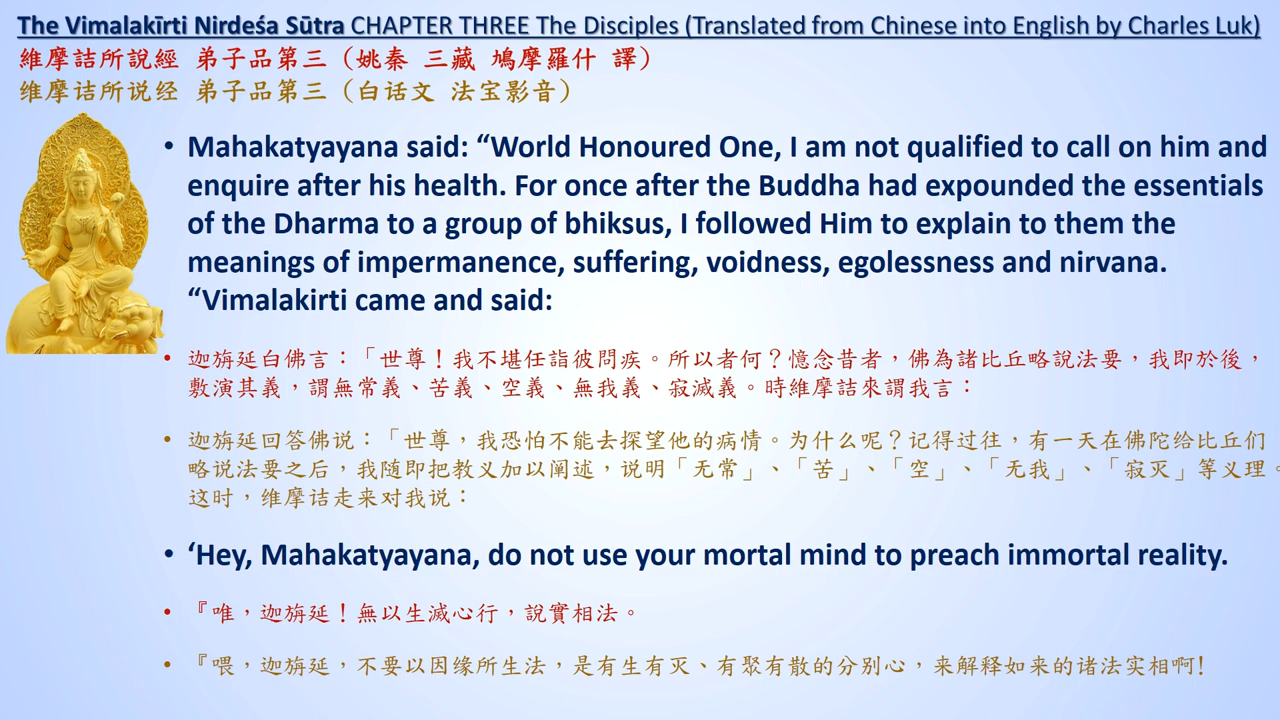 The Vimalakīrti Nirdeśa Sūtra CHAPTER THREE The Disciples (Translated from Chinese into English by Charles Luk)
維摩詰所說經 弟子品第三（姚秦 三藏 鳩摩羅什 譯）
维摩诘所说经 弟子品第三（白话文 法宝影音）
• Mahakatyayana said: “World Honoured One, I am not qualified to call on him and
enquire after his health. For once after the Buddha had expounded the essentials
of the Dharma to a group of bhiksus, I followed Him to explain to them the
meanings of impermanence, suffering, voidness, egolessness and nirvana.
“Vimalakirti came and said:
• 迦旃延白佛言：「世尊！我不堪任詣彼問疾。所以者何？憶念昔者，佛為諸比丘略說法要，我即於後，
敷演其義，謂無常義、苦義、空義、無我義、寂滅義。時維摩詰來謂我言：
• 迦旃延回答佛说：「世尊，我恐怕不能去探望他的病情。为什么呢？记得过往，有一天在佛陀给比丘们
略说法要之后，我随即把教义加以阐述，说明「无常」、「苦」、「空」、「无我」、「寂灭」等义理。
这时，维摩诘走来对我说：
• ‘Hey, Mahakatyayana, do not use your mortal mind to preach immortal reality.
• 『唯，迦旃延！無以生滅心行，說實相法。
• 『喂，迦旃延，不要以因缘所生法，是有生有灭、有聚有散的分别心，来解释如来的诸法实相啊!